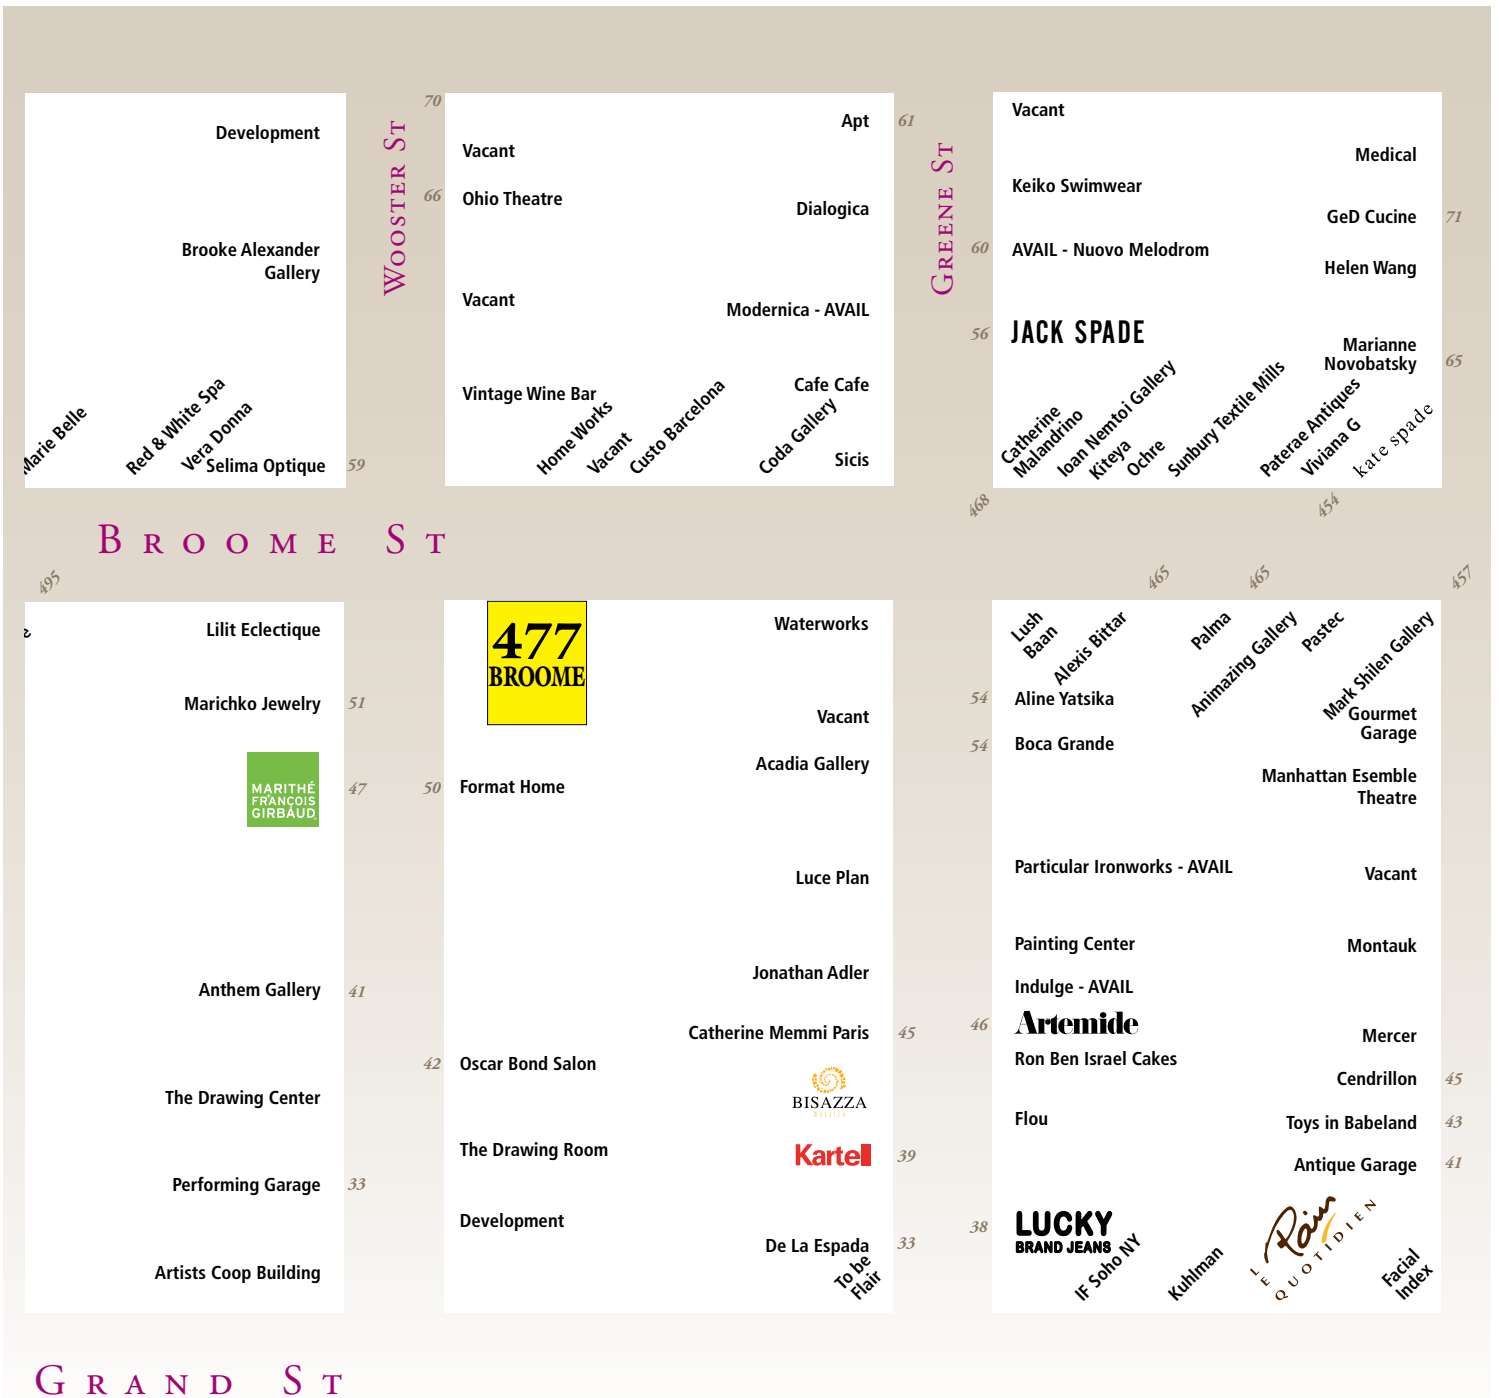 Development
Brooke Alexander
Gallery
Marie Belle
Red & White Spa
Vera Donna
Selima Optique
59
WOOSTER ST
70
66
Vacant
Ohio Theatre
Vacant
Vintage Wine Bar
Home Works
Vacant
Custo Barcelona
Coda Gallery
Apt
61
Dialogica
Modernica - AVAIL
Cafe Cafe
Sicis
GREENE ST
60
56
Vacant
Keiko Swimwear
AVAIL - Nuovo Melodrom
JACK SPADE
Catherine
Malandrino
Ioan Nemtoi Gallery
Kiteya
Ochre
Sunbury Textile Mills
Paterae Antiques
Viviana G
kate spade
Medical
GeD Cucine
71
Helen Wang
Marianne
Novobatsky
65
468
454
BROOME ST
495
465
465
457
Lilit Eclectique
Marichko Jewelry
51
MARITHÉ
FRANÇOIS
GIRBAUD
47
Anthem Gallery
41
The Drawing Center
Performing Garage
33
Artists Coop Building
477
BROOME
50
Format Home
42
Oscar Bond Salon
The Drawing Room
Development
Waterworks
Vacant
Acadia Gallery
Luce Plan
Jonathan Adler
Catherine Memmi Paris
45
BISAZZA
Kartell
39
De La Espada
33
To be
Flair
Lush
Baan
Alexis Bittar
Palma
Animazing Gallery
Pastec
Mark Shilen Gallery
54
Aline Yatsika
54
Boca Grande
Particular Ironworks - AVAIL
Painting Center
Indulge - AVAIL
46
Artemide
Ron Ben Israel Cakes
Flou
38
LUCKY
BRAND JEANS
IF Soho NY
Kuhlman
LE Pain
QUOTIDIEN
Facial
Index
Gourmet
Garage
Manhattan Esemble
Theatre
Vacant
Montauk
Mercer
Cendrillon
45
Toys in Babeland
43
Antique Garage
41
GRAND ST